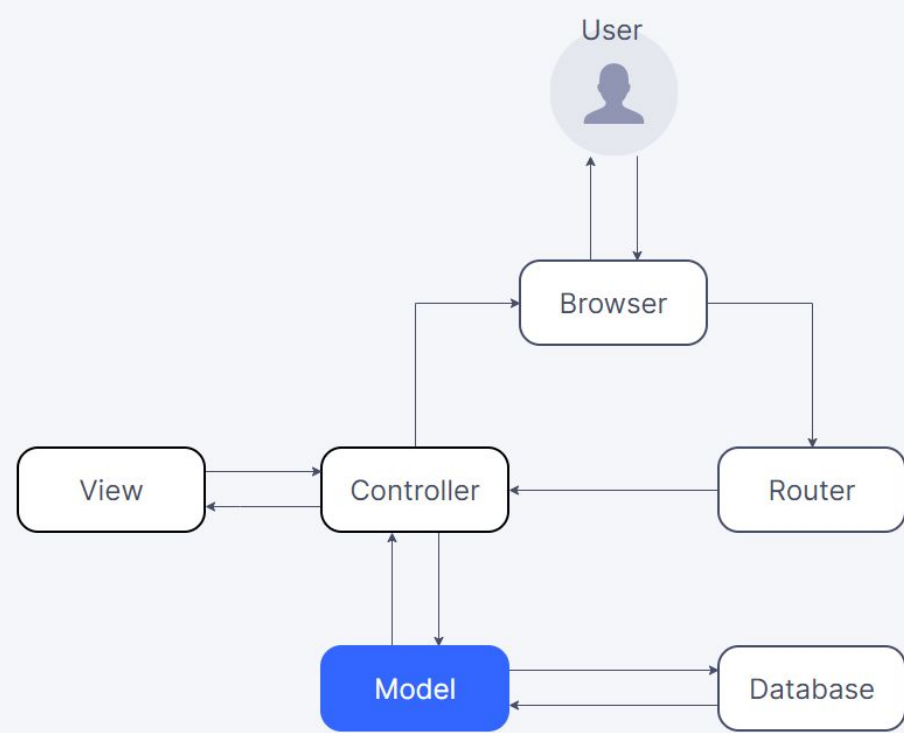 User
Browser
View
Controller
Router
Model
Database